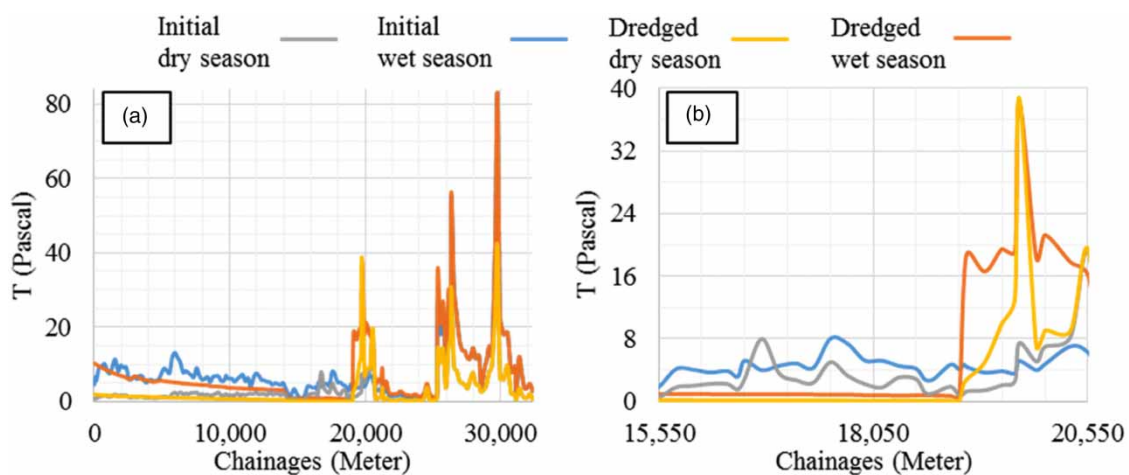 Initial
dry season
Initial
wet season
Dredged
dry season
Dredged
wet season
(a)
80
60
40
20
0
T (Pascal)
0 10,000 20,000 30,000
Chainages (Meter)
(b)
40
32
24
16
8
0
T (Pascal)
15,550 18,050 20,550
Chainages (Meter)